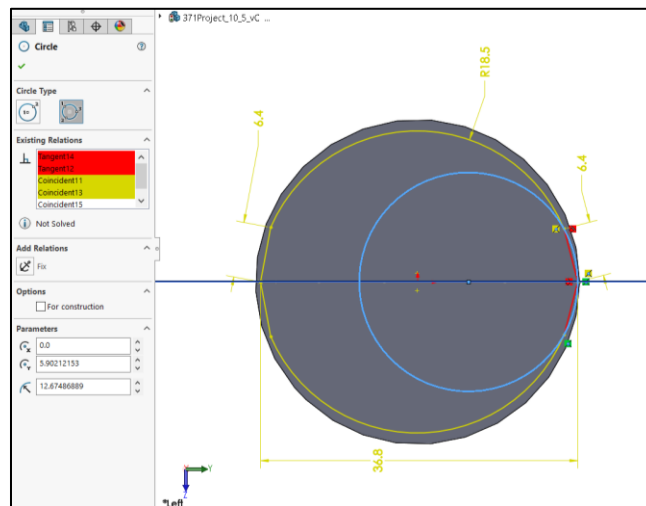 371Project_10_5_vC ...
Circle
Circle Type
Existing Relations
Tangent14
Tangent12
Coincident11
Coincident13
Coincident15
Not Solved
Add Relations
Fix
Options
For construction
Parameters
0.0
5.90212153
12.67486889
6.4
R18.5
6.4
36.8
Y
Z
*Left